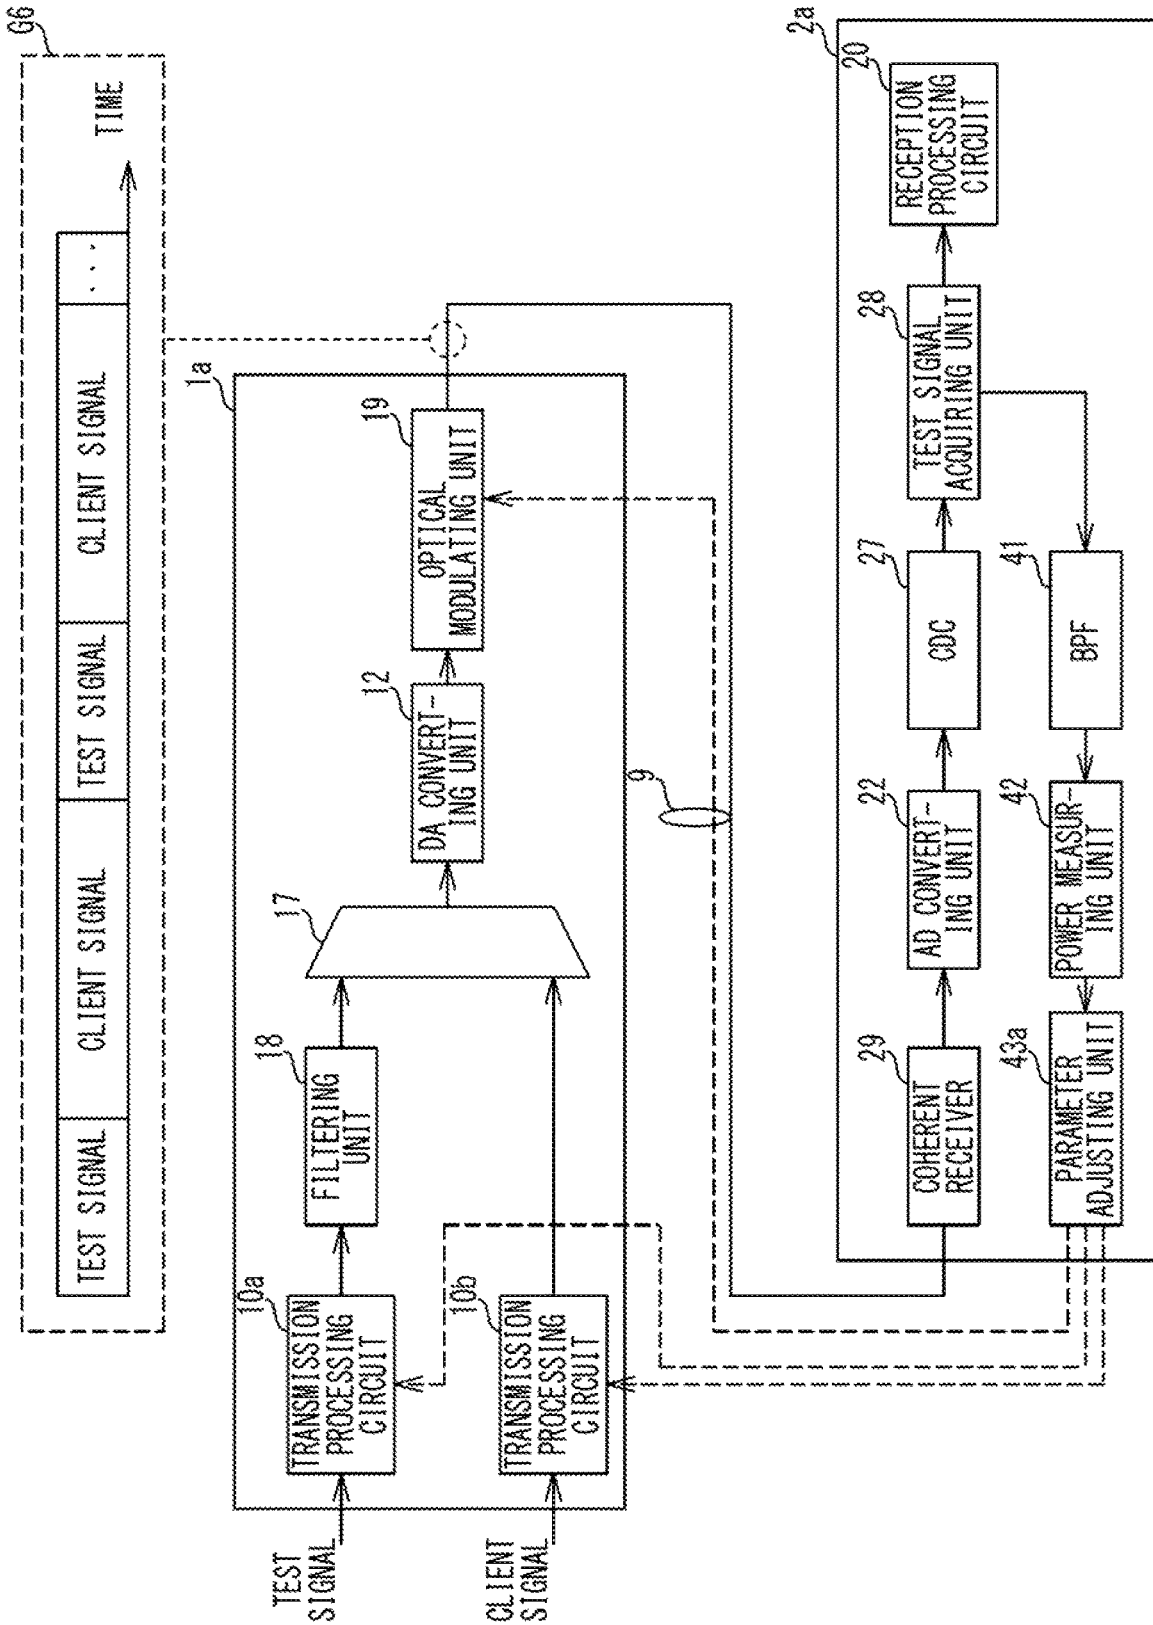 G6
TEST SIGNAL
CLIENT SIGNAL
TEST SIGNAL
CLIENT SIGNAL
...
TIME
1a
TEST
SIGNAL
10a
TRANSMISSION
PROCESSING
CIRCUIT
18
FILTERING
UNIT
17
12
DA CONVERT-
ING UNIT
19
OPTICAL
MODULATING UNIT
CLIENT
SIGNAL
10b
TRANSMISSION
PROCESSING
CIRCUIT
9
2a
29
COHERENT
RECEIVER
22
AD CONVERT-
ING UNIT
27
CDC
28
TEST SIGNAL
ACQUIRING UNIT
20
RECEPTION
PROCESSING
CIRCUIT
43a
PARAMETER
ADJUSTING UNIT
42
POWER MEASUR-
ING UNIT
41
BPF